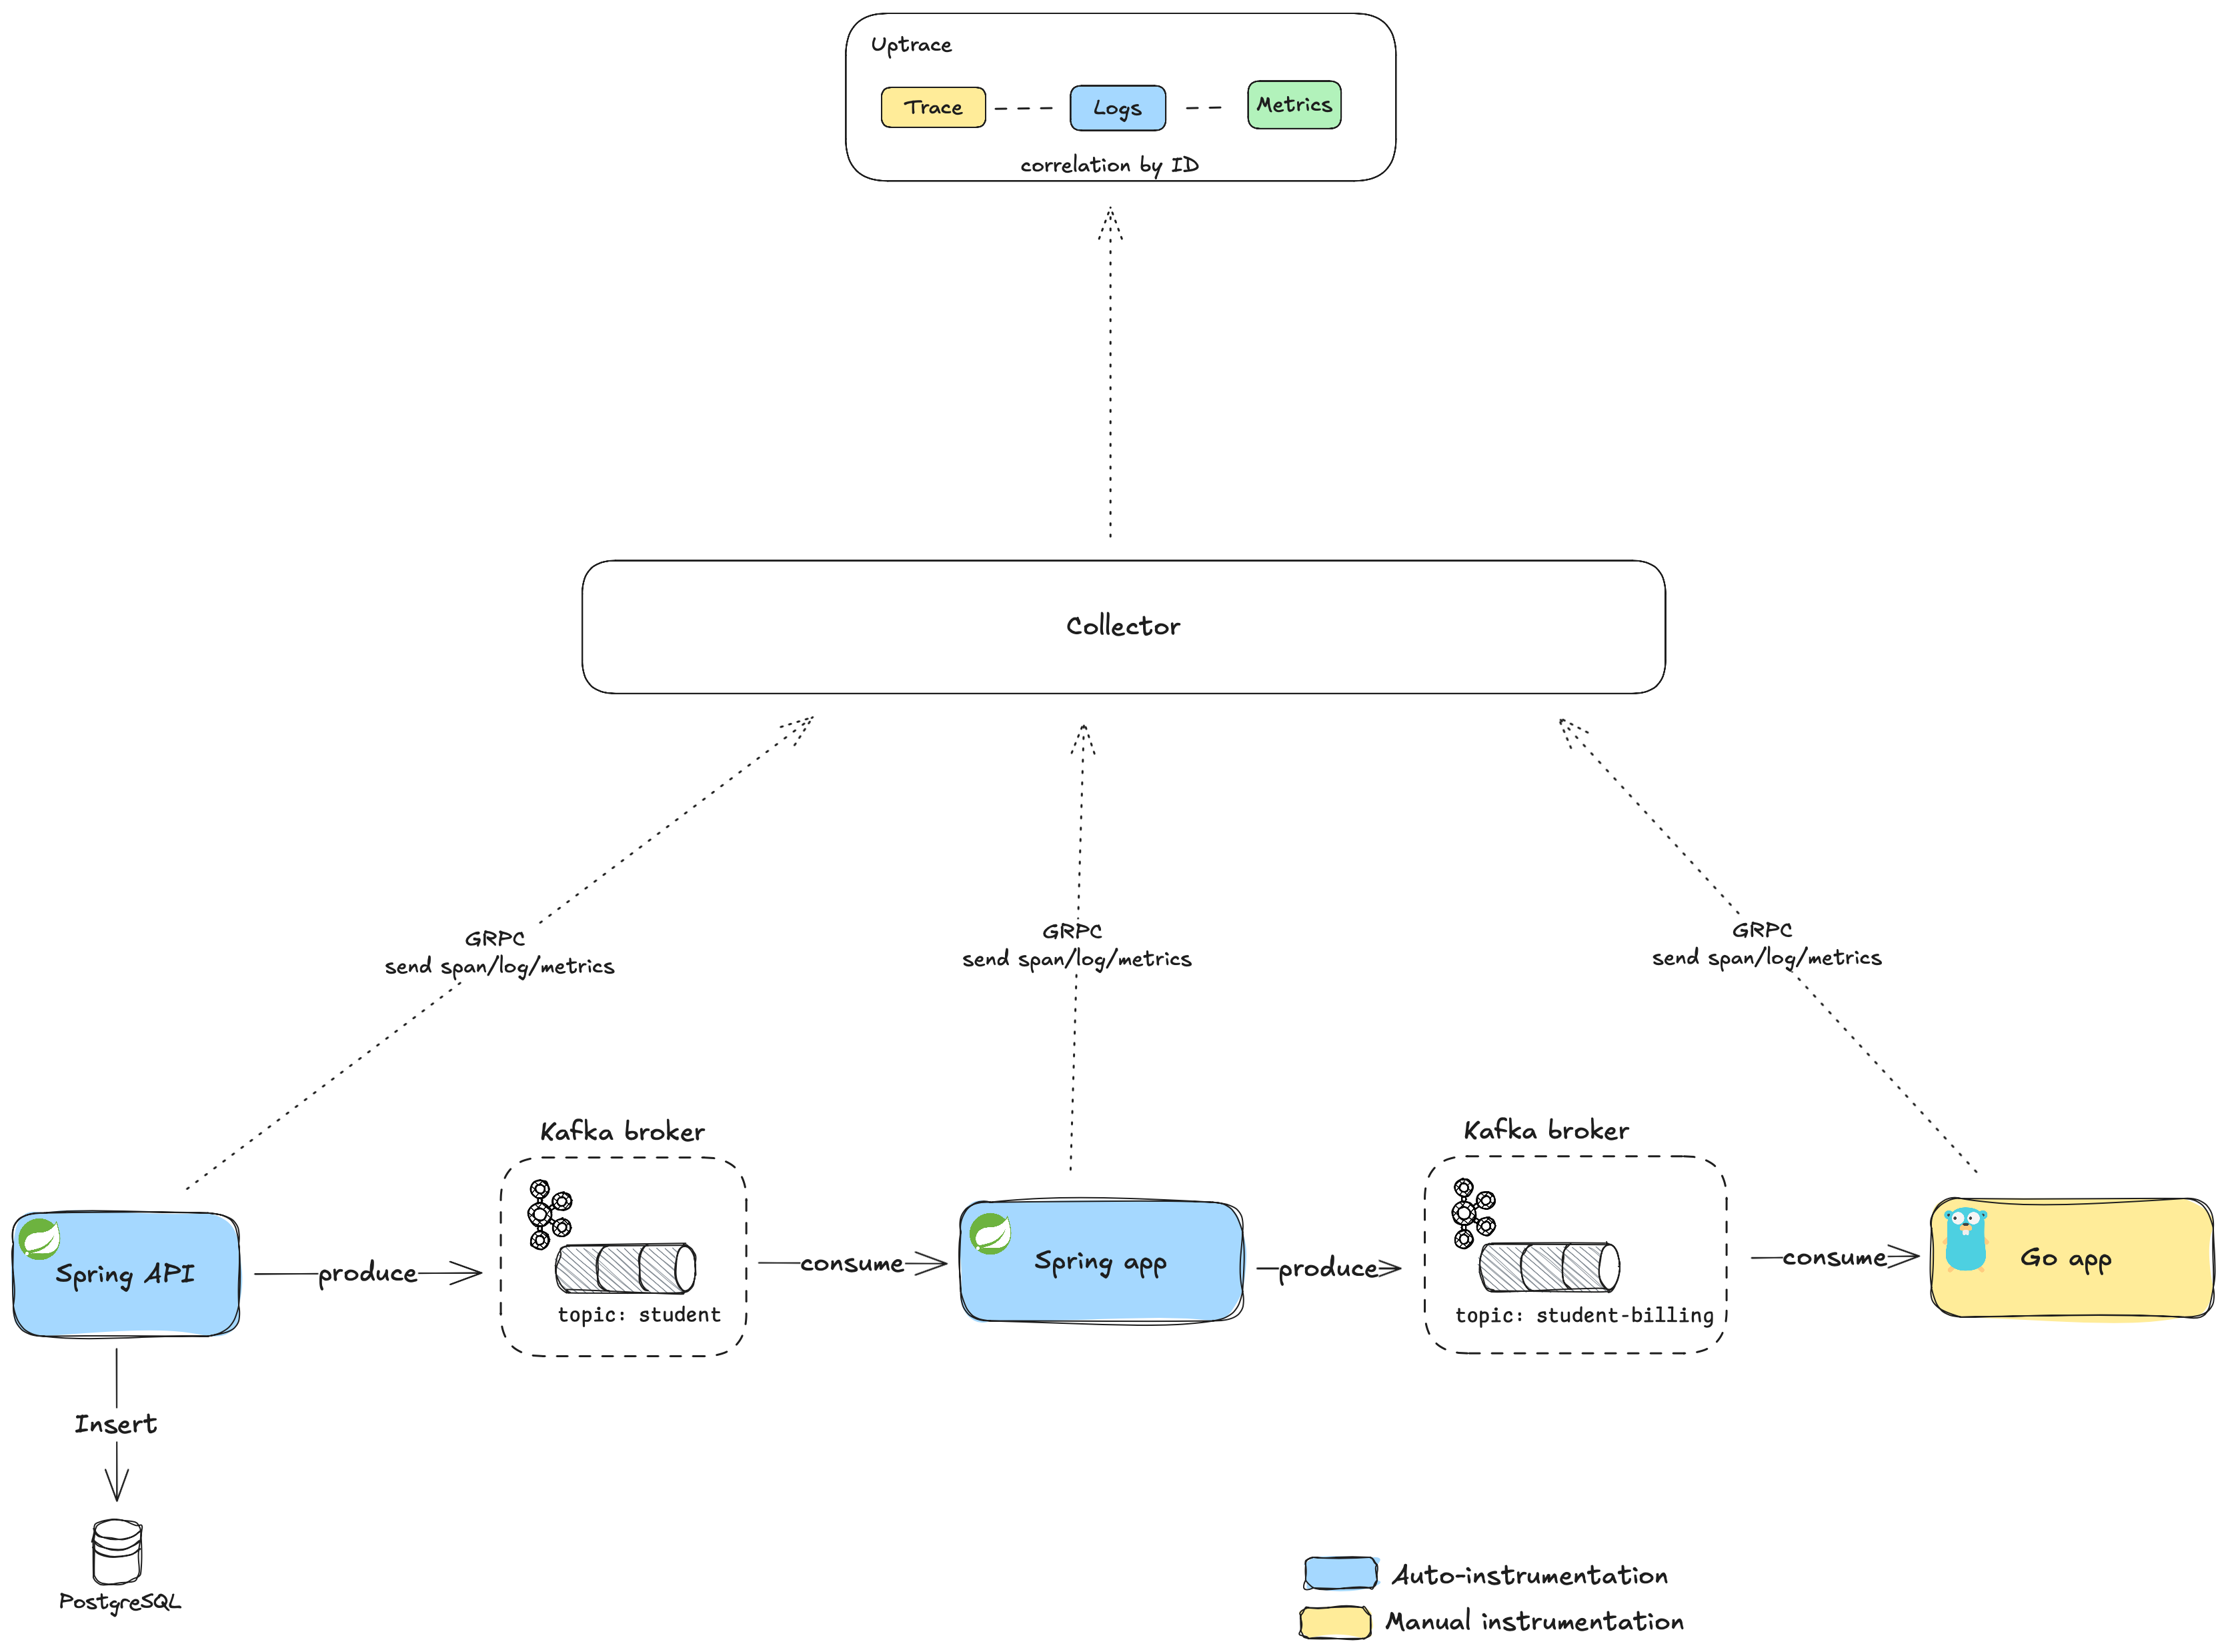 Uptrace
Trace
Logs
Metrics
correlation by ID
Collector
GRPC
send span/log/metrics
GRPC
send span/log/metrics
GRPC
send span/log/metrics
Kafka broker
Kafka broker
Spring API
produce
topic: student
consume
Spring app
produce
topic: student-billing
consume
Go app
Insert
PostgreSQL
Auto-instrumentation
Manual instrumentation